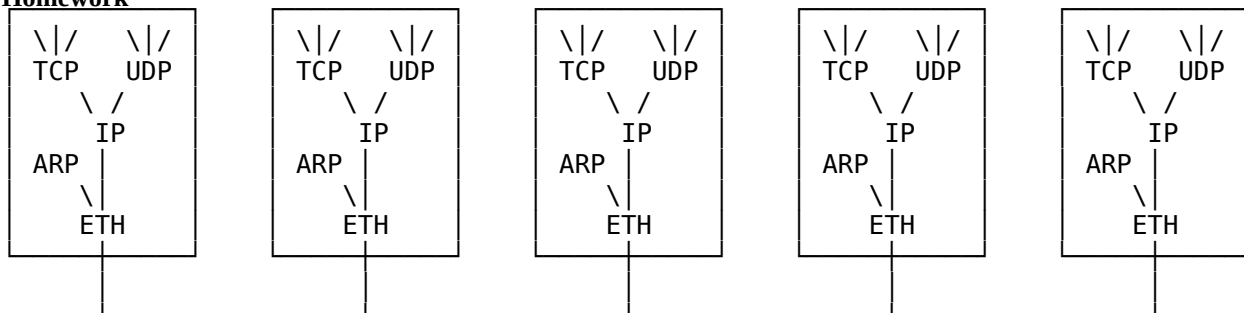 Homework
\|/ \|/ \|/ \|/ \|/ \|/ \|/ \|/ \|/ \|/
TCP UDP TCP UDP TCP UDP TCP UDP TCP UDP
\ / \ / \ / \ / \ /
IP IP IP IP IP
ARP | ARP | ARP | ARP | ARP |
\| \| \| \| \|
ETH ETH ETH ETH ETH